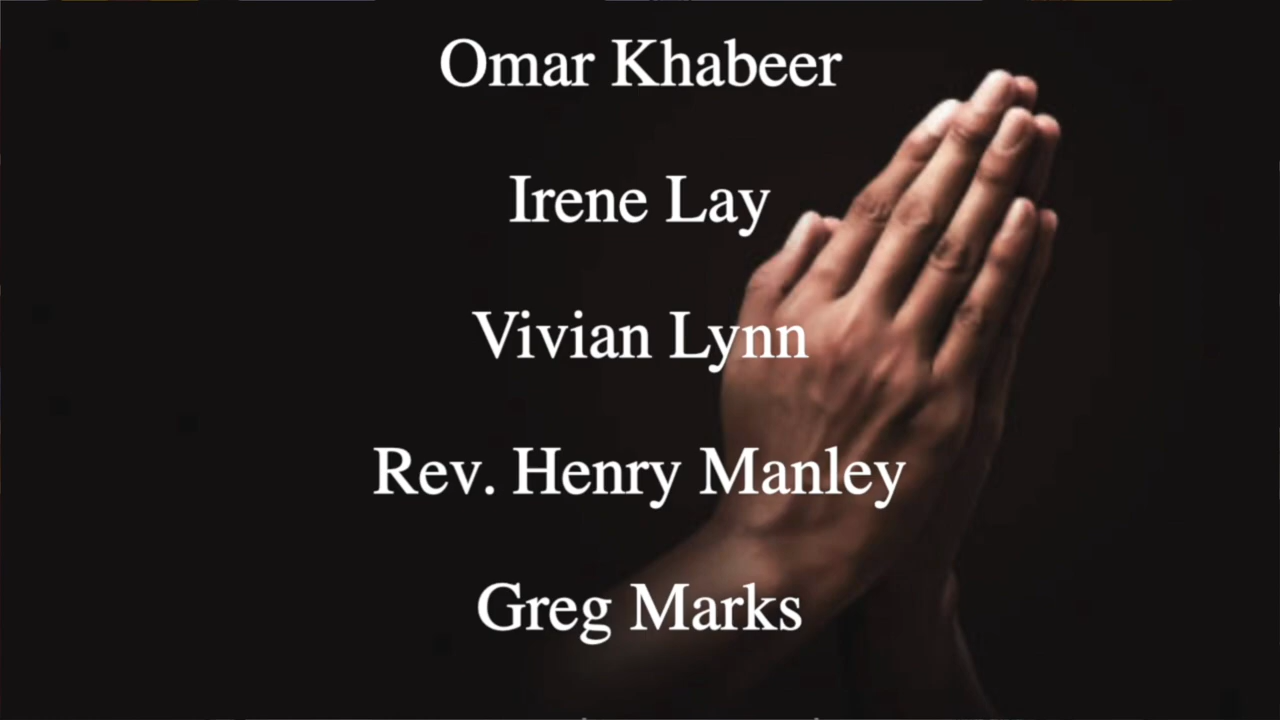 Omar Khabeer
Irene Lay
Vivian Lynn
Rev. Henry Manley
Greg Marks